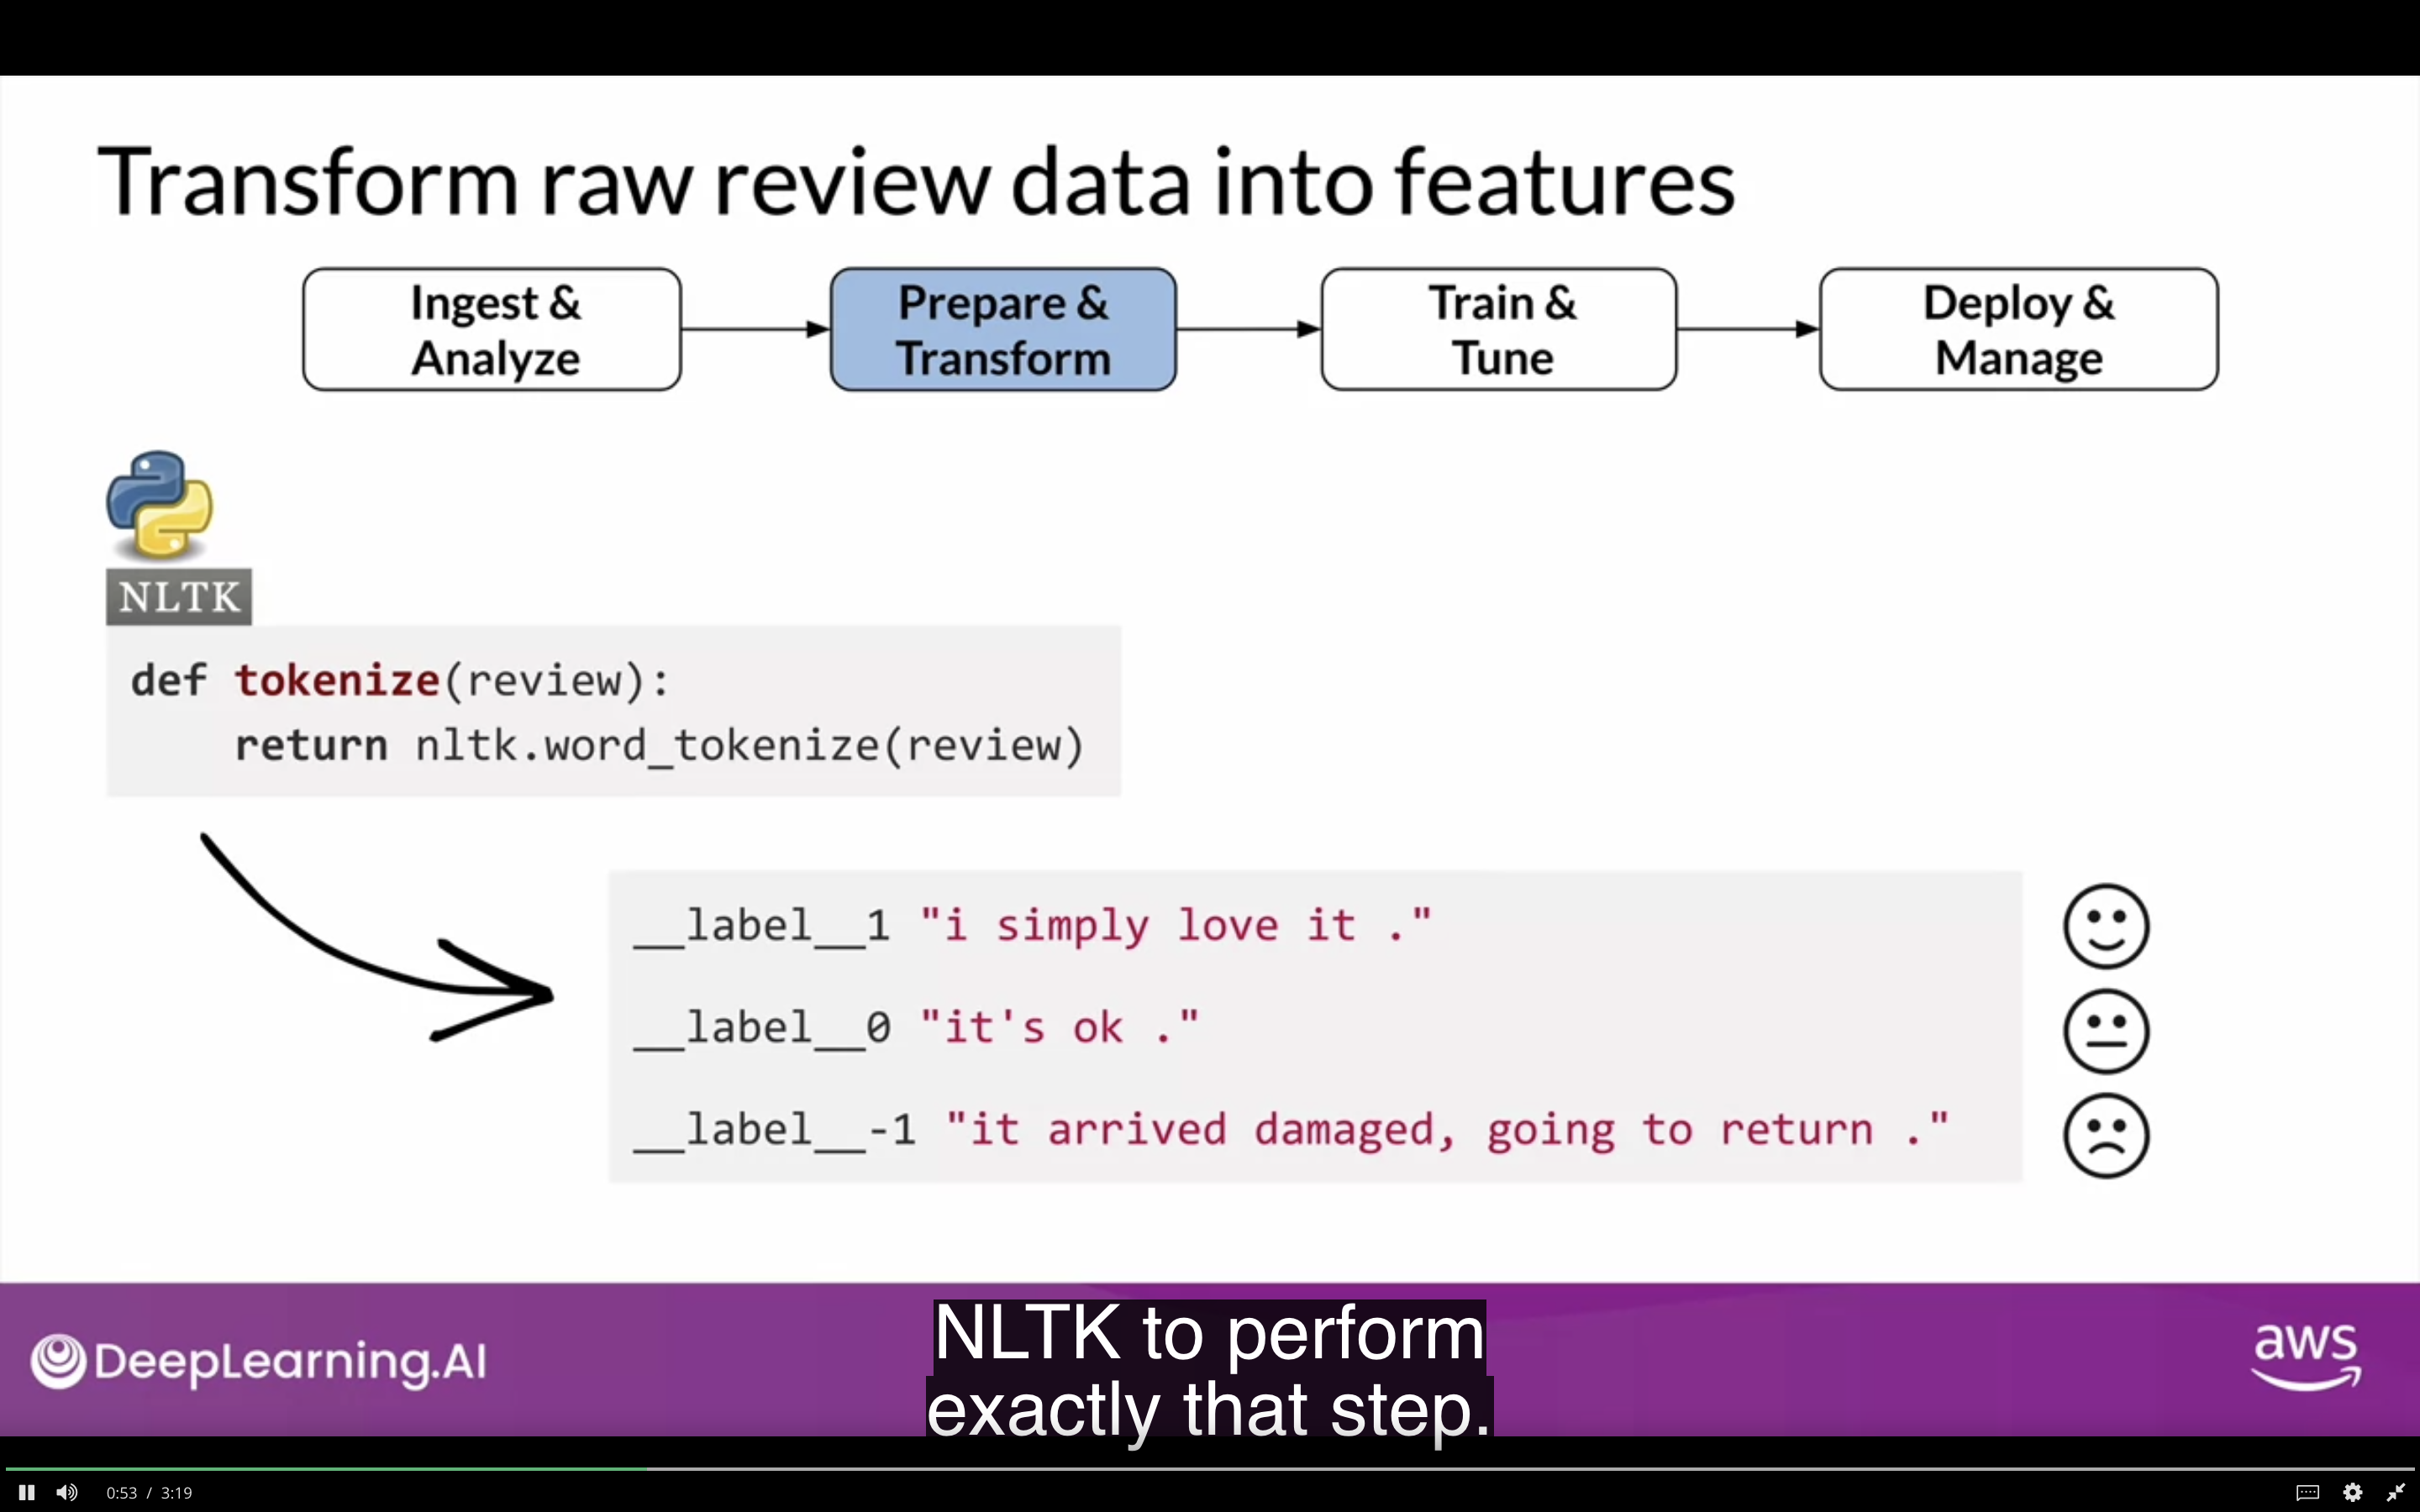 Transform raw review data into features
Ingest &
Analyze
Prepare &
Transform
Train &
Tune
Deploy &
Manage
NLTK
def tokenize(review):
    return nltk.word_tokenize(review)
__label__1 "i simply love it ."
__label__0 "it's ok ."
__label__-1 "it arrived damaged, going to return ."
DeepLearning.AI
NLTK to perform
exactly that step.
aws
0:53 / 3:19